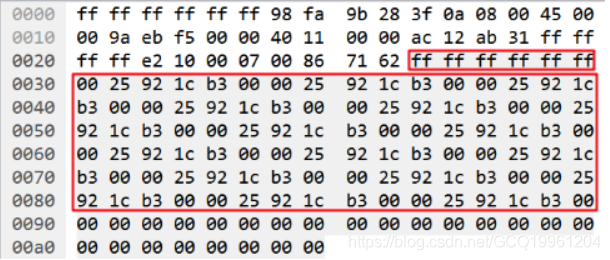 0000 ff ff ff ff ff ff 98 fa 9b 28 3f 0a 08 00 45 00
0010 00 9a eb f5 00 00 40 11 00 00 ac 12 ab 31 ff ff
0020 ff ff e2 10 00 07 00 86 71 62 ff ff ff ff ff ff
0030 00 25 92 1c b3 00 00 25 92 1c b3 00 00 25 92 1c
0040 b3 00 00 25 92 1c b3 00 00 25 92 1c b3 00 00 25
0050 92 1c b3 00 00 25 92 1c b3 00 00 25 92 1c b3 00
0060 00 25 92 1c b3 00 00 25 92 1c b3 00 00 25 92 1c
0070 b3 00 00 25 92 1c b3 00 00 25 92 1c b3 00 00 25
0080 92 1c b3 00 00 25 92 1c b3 00 00 25 92 1c b3 00
0090 00 00 00 00 00 00 00 00 00 00 00 00 00 00 00 00
00a0 00 00 00 00 00 00 00 00
https://blog.csdn.net/GCQ19961204